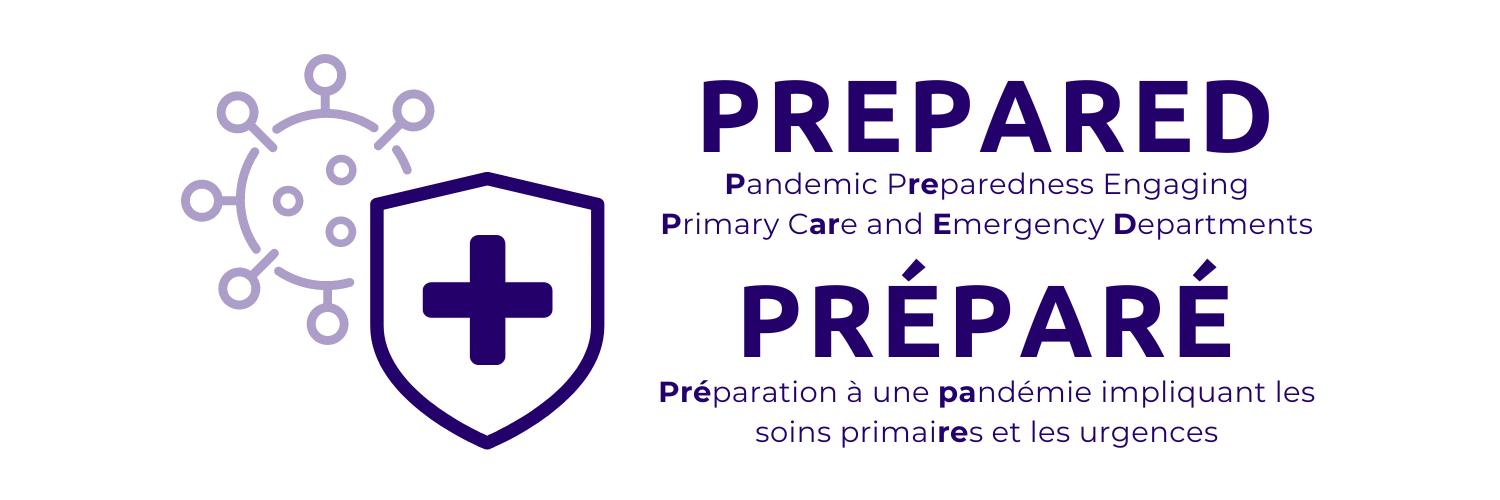 PREPARED
Pandemic Preparedness Engaging
Primary Care and Emergency Departments
PRÉPARÉ
Préparation à une pandémie impliquant les
soins primaires et les urgences